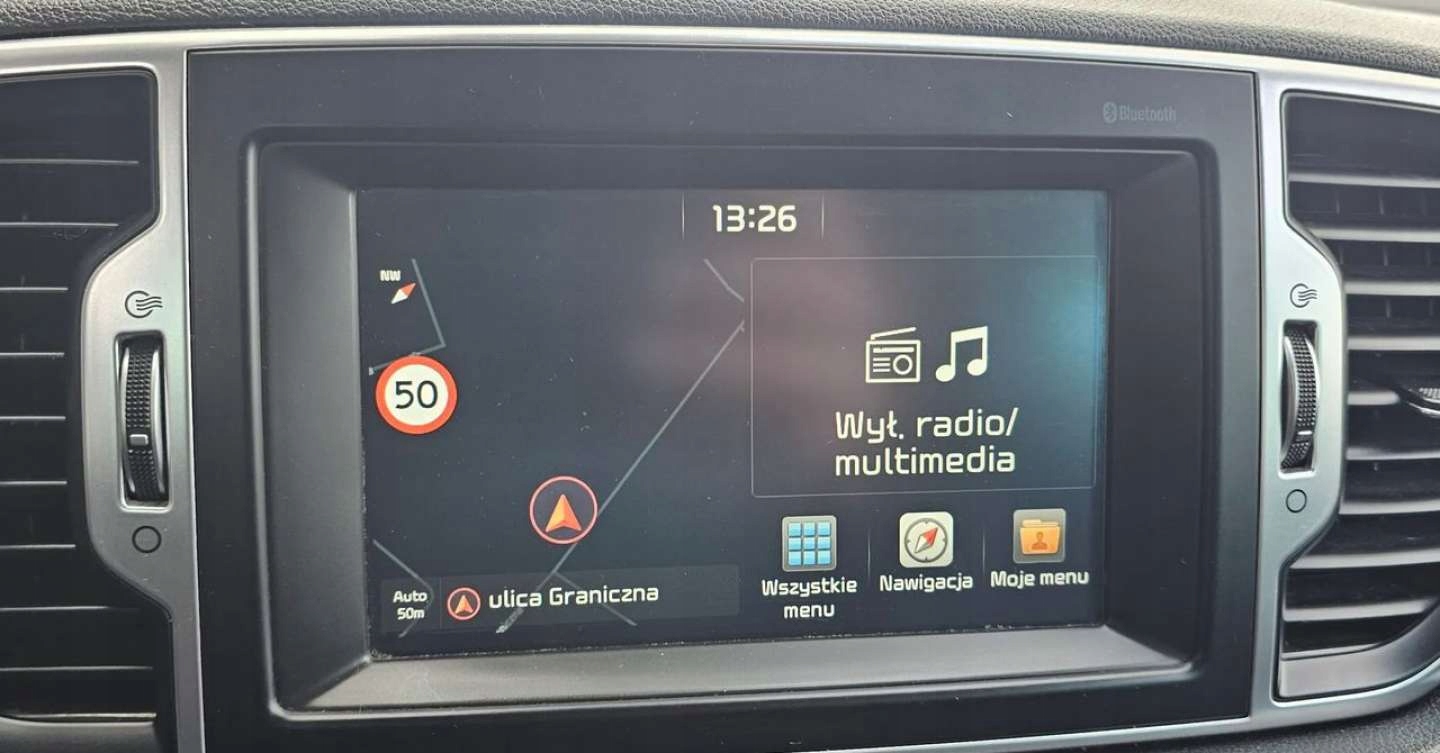 Bluetooth
13:26
NW
50
Wył. radio/
multimedia
Wszystkie
menu
Nawigacja
Moje menu
Auto
50m
ulica Graniczna